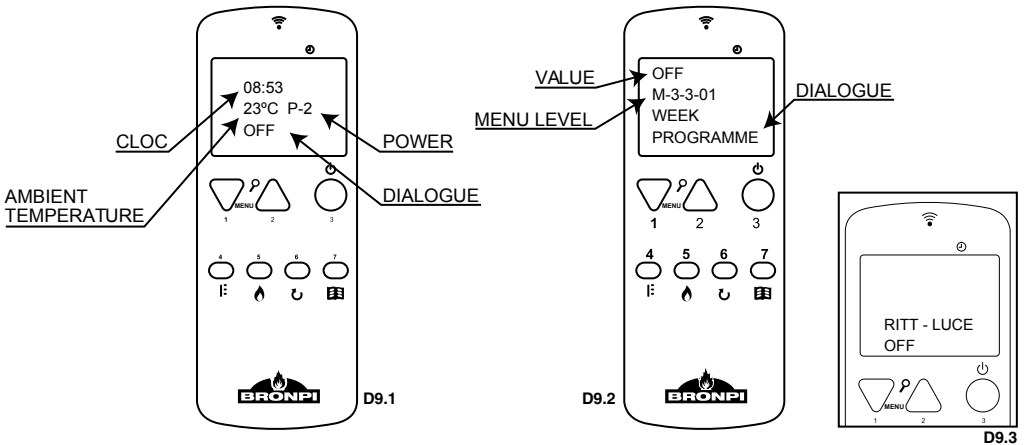 08:53
23ºC P-2
OFF
CLOC
POWER
AMBIENT
TEMPERATURE
DIALOGUE
MENU
1
2
3
4
5
6
7
BRONPI
D9.1
VALUE
MENU LEVEL
DIALOGUE
OFF
M-3-3-01
WEEK
PROGRAMME
MENU
1
2
3
4
5
6
7
BRONPI
D9.2
RITT - LUCE
OFF
MENU
1
2
3
D9.3